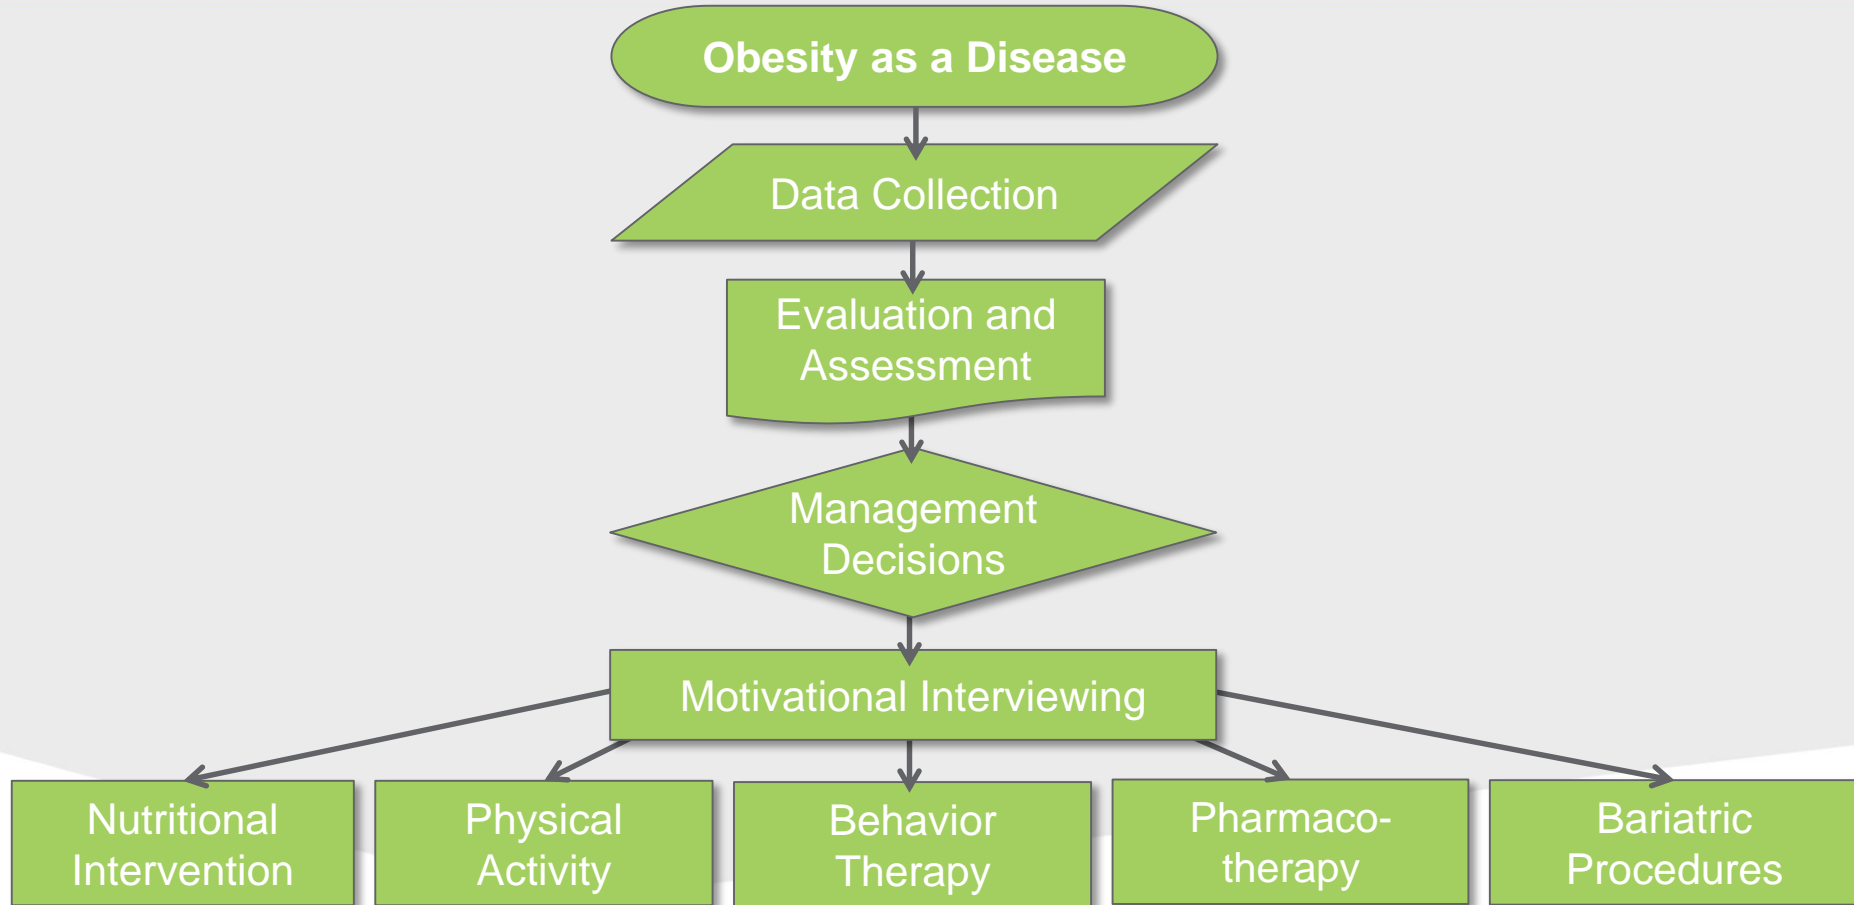 Obesity as a Disease
Data Collection
Evaluation and
Assessment
Management
Decisions
Motivational Interviewing
Nutritional
Intervention
Physical
Activity
Behavior
Therapy
Pharmaco-
therapy
Bariatric
Procedures